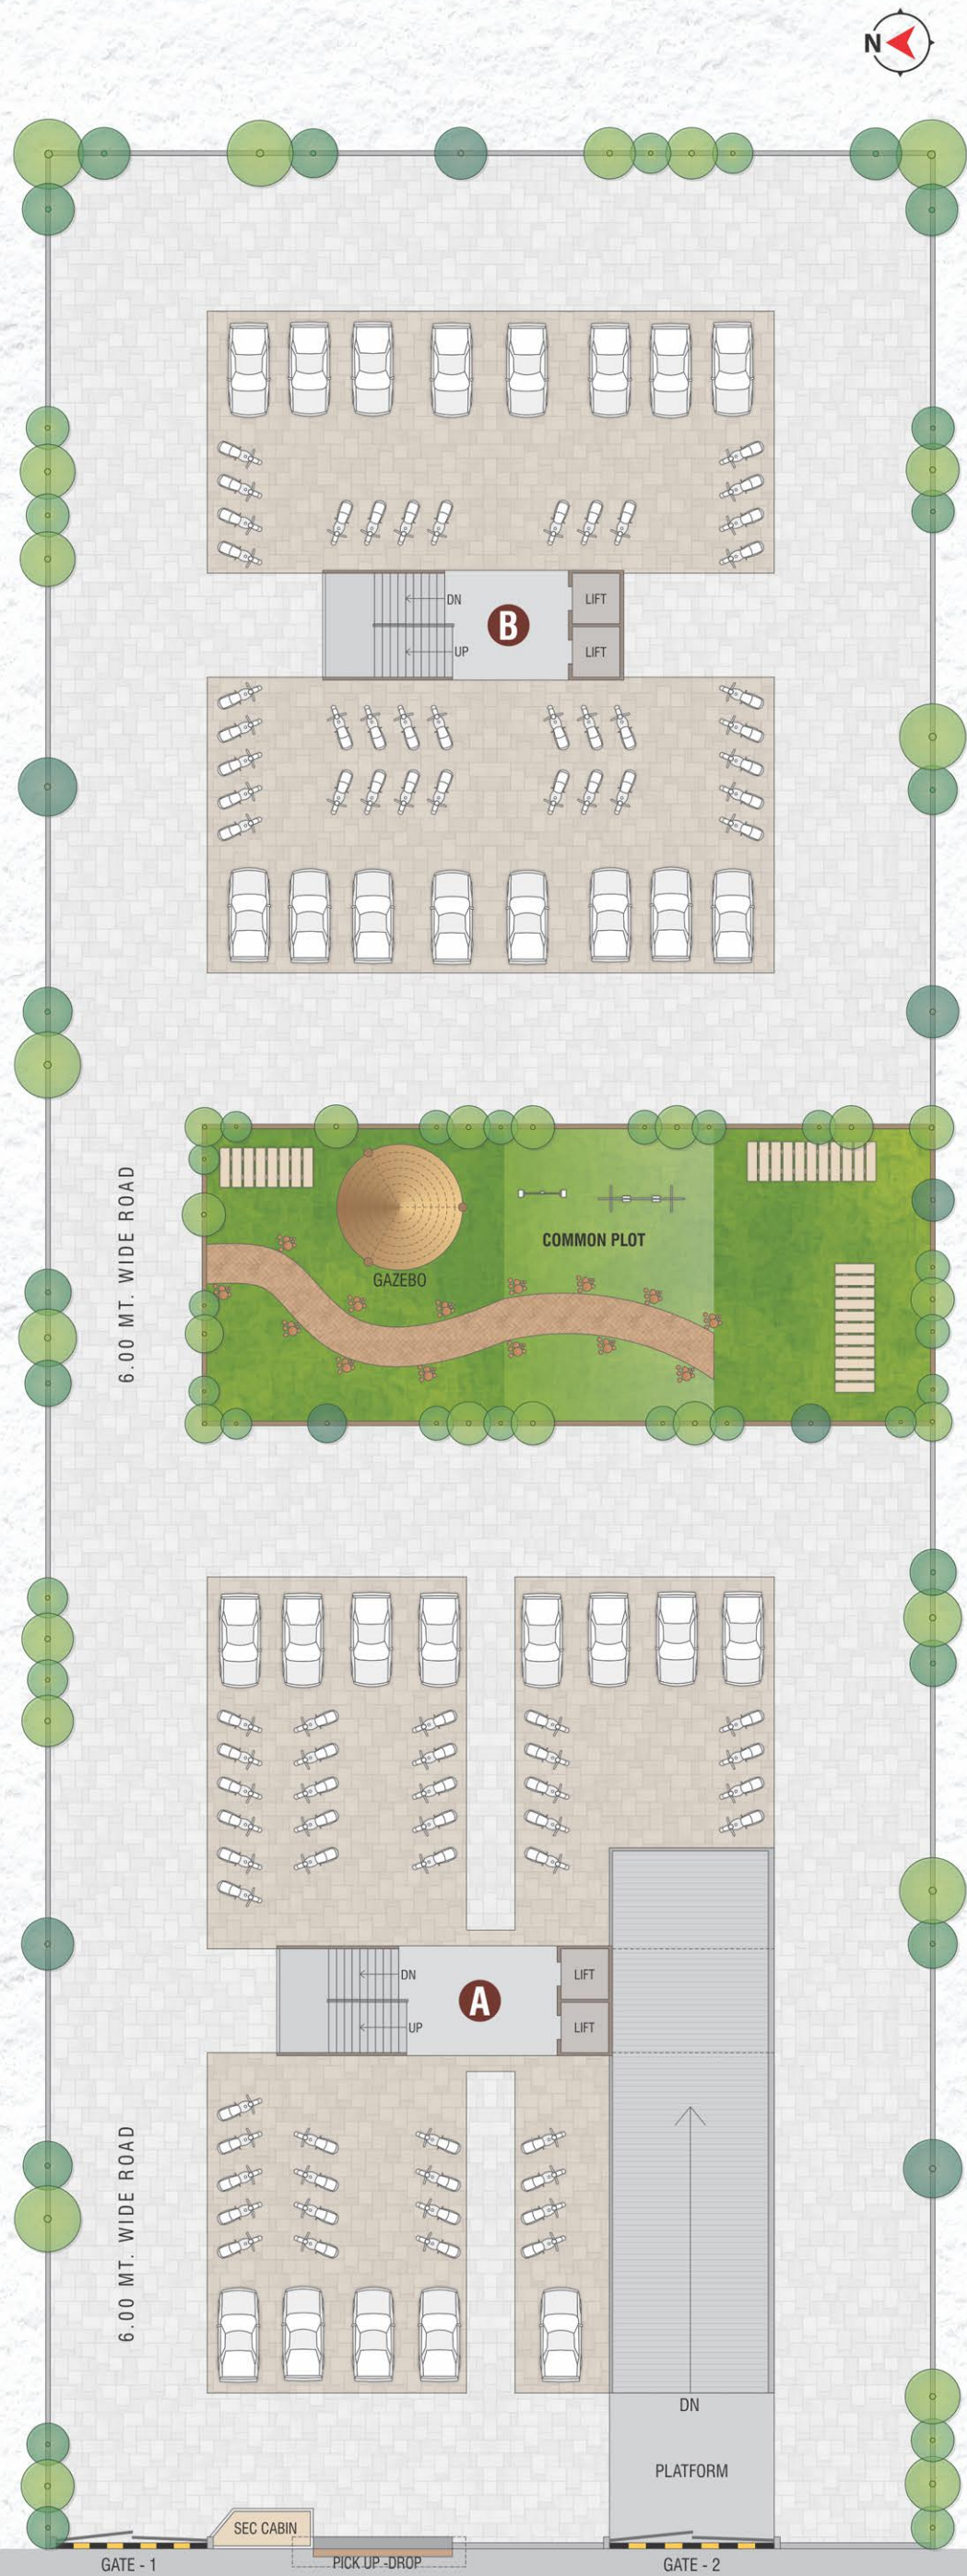 N
DN
LIFT
B
UP
LIFT
6.00 MT. WIDE ROAD
COMMON PLOT
GAZEBO
DN
LIFT
A
UP
LIFT
6.00 MT. WIDE ROAD
DN
PLATFORM
SEC CABIN
GATE - 1
PICK UP -DROP
GATE - 2